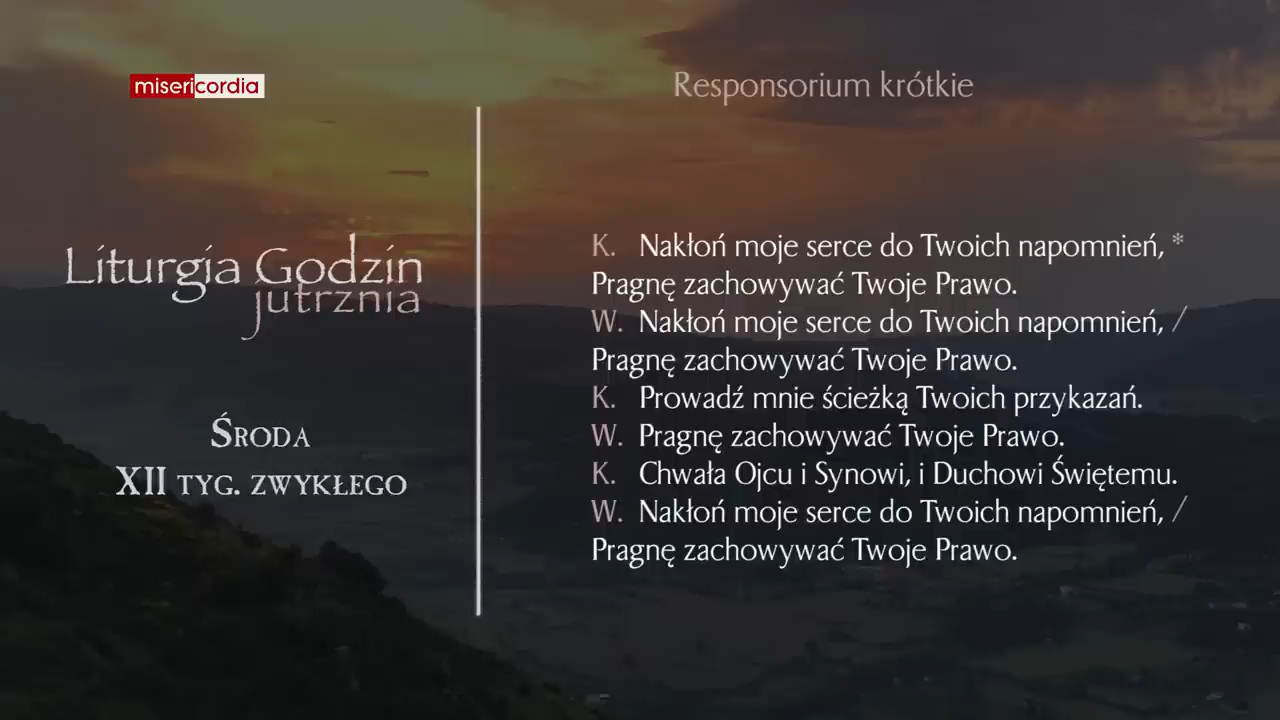 misericordia
Responsorium krótkie
Liturgia Godzin
jutrznia
Środa
XII tyg. zwykłego
K. Nakłoń moje serce do Twoich napomnień, *
Pragnę zachowywać Twoje Prawo.
W. Nakłoń moje serce do Twoich napomnień, /
Pragnę zachowywać Twoje Prawo.
K. Prowadź mnie ścieżką Twoich przykazań.
W. Pragnę zachowywać Twoje Prawo.
K. Chwała Ojcu i Synowi, i Duchowi Świętemu.
W. Nakłoń moje serce do Twoich napomnień, /
Pragnę zachowywać Twoje Prawo.